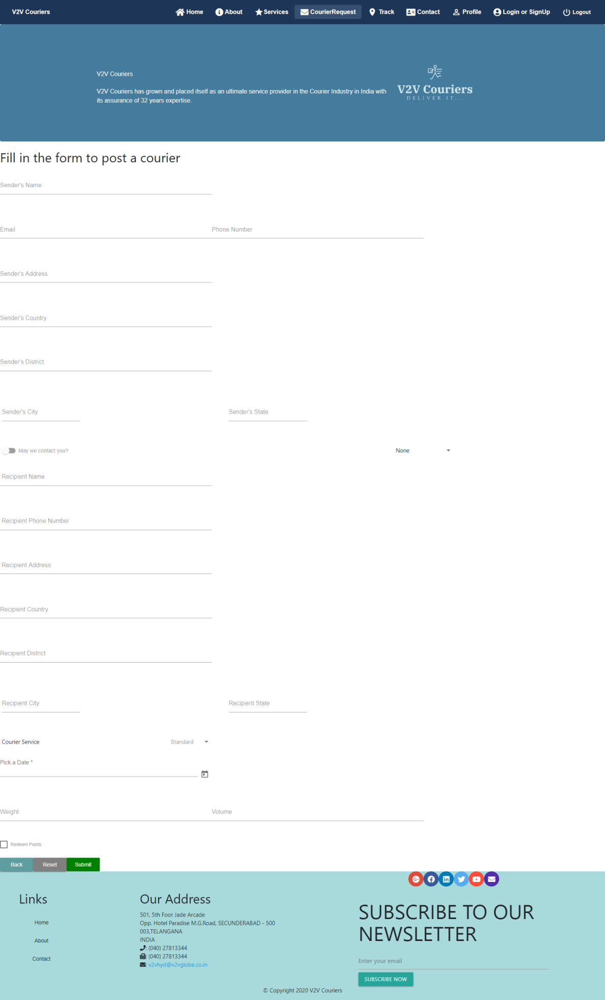 V2V Couriers
Home
About
Services
CourierRequest
Track
Contact
Profile
Login or SignUp
Logout
V2V Couriers
V2V Couriers has grown and placed itself as an ultimate service provider in the Courier Industry in India with
its assurance of 32 years expertise.
V2V Couriers
DELIVER IT...
Fill in the form to post a courier
Sender's Name
Email
Phone Number
Sender's Address
Sender's Country
Sender's District
Sender's City
Sender's State
May we contact you?
None
Recipient Name
Recipient Phone Number
Recipient Address
Recipient Country
Recipient District
Recipient City
Recipient State
Courier Service
Standard
Pick a Date *
Weight
Volume
Redeem Points
Back
Reset
Submit
Links
Home
About
Contact
Our Address
501, 5th Foor Jade Arcade
Opp. Hotel Paradise M.G.Road, SECUNDERABAD - 500
003,TELANGANA
INDIA
: (040) 27813344
: (040) 27813344
: v2vhyd@v2vglobe.co.in
SUBSCRIBE TO OUR
NEWSLETTER
Enter your email
SUBSCRIBE NOW
© Copyright 2020 V2V Couriers